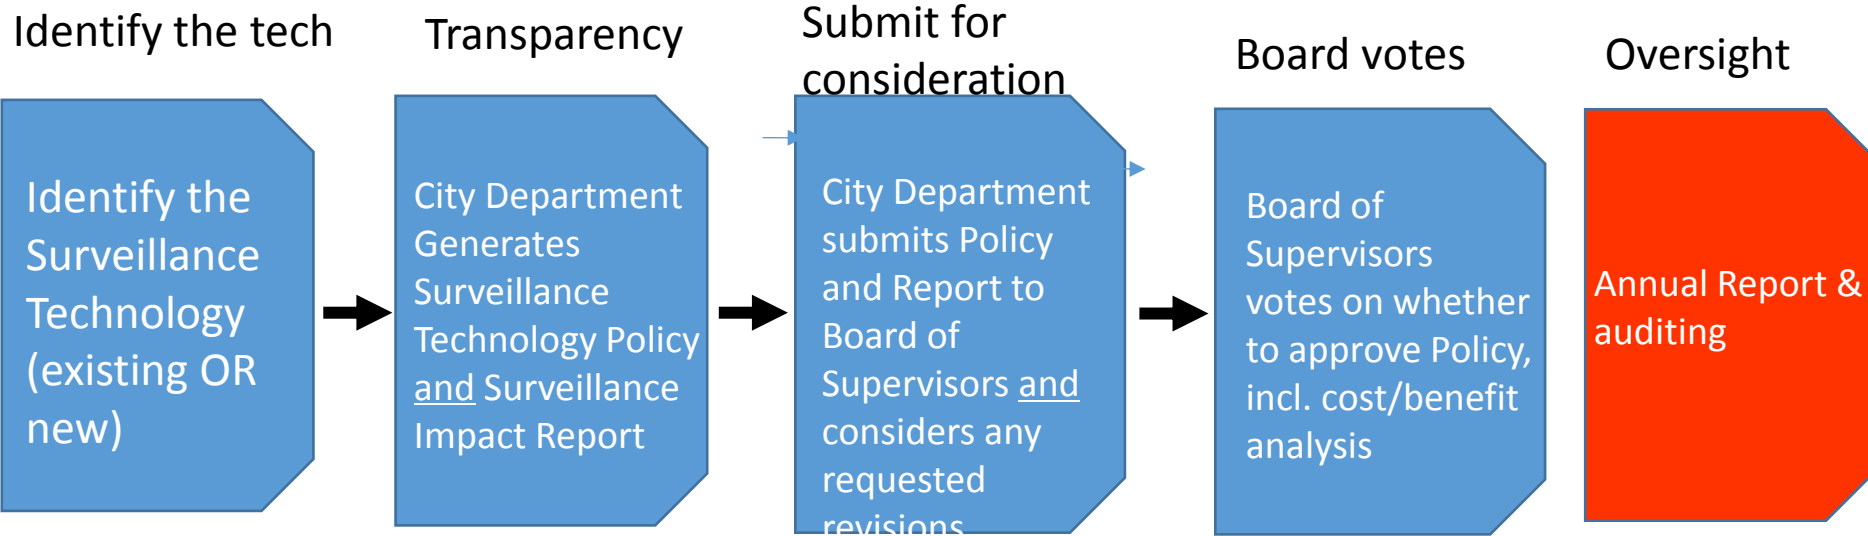 Identify the tech
Transparency
Submit for
consideration
Board votes
Oversight
Identify the
Surveillance
Technology
(existing OR
new)
City Department
Generates
Surveillance
Technology Policy
and Surveillance
Impact Report
City Department
submits Policy
and Report to
Board of
Supervisors and
considers any
requested
revisions
Board of
Supervisors
votes on whether
to approve Policy,
incl. cost/benefit
analysis
Annual Report &
auditing